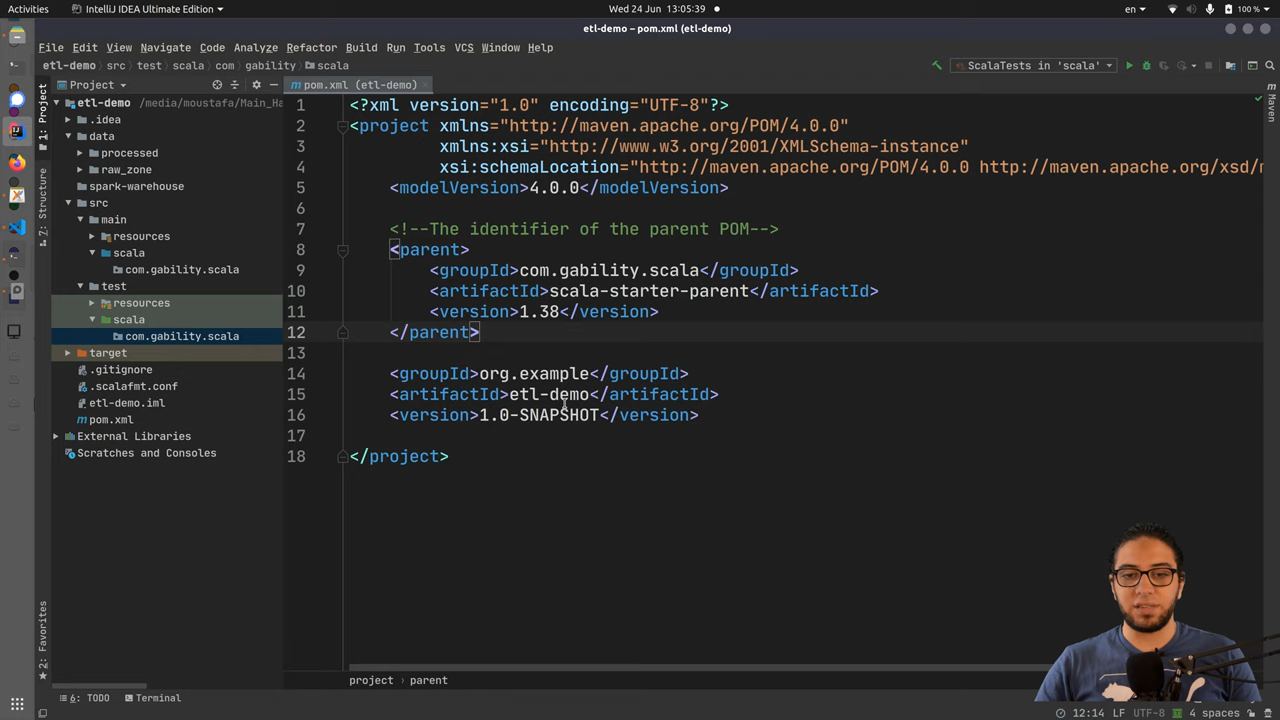 Activities
IntelliJ IDEA Ultimate Edition
Wed 24 Jun 13:05:39
en
100 %
etl-demo – pom.xml (etl-demo)
File Edit View Navigate Code Analyze Refactor Build Run Tools VCS Window Help
etl-demo src test scala com gability scala
ScalaTests in 'scala'
Project
pom.xml (etl-demo)
1: Project
Maven
etl-demo /media/moustafa/Main_Ha
.idea
data
processed
raw_zone
spark-warehouse
src
main
resources
scala
com.gability.scala
test
resources
scala
com.gability.scala
target
.gitignore
.scalafmt.conf
etl-demo.iml
pom.xml
External Libraries
Scratches and Consoles
7: Structure
2: Favorites
1 <?xml version="1.0" encoding="UTF-8"?>
2 <project xmlns="http://maven.apache.org/POM/4.0.0"
3 xmlns:xsi="http://www.w3.org/2001/XMLSchema-instance"
4 xsi:schemaLocation="http://maven.apache.org/POM/4.0.0 http://maven.apache.org/xsd/m
5 <modelVersion>4.0.0</modelVersion>
6
7 <!--The identifier of the parent POM-->
8 <parent>
9 <groupId>com.gability.scala</groupId>
10 <artifactId>scala-starter-parent</artifactId>
11 <version>1.38</version>
12 </parent>
13
14 <groupId>org.example</groupId>
15 <artifactId>etl-demo</artifactId>
16 <version>1.0-SNAPSHOT</version>
17
18 </project>
project parent
6: TODO
Terminal
12:14 LF UTF-8 4 spaces